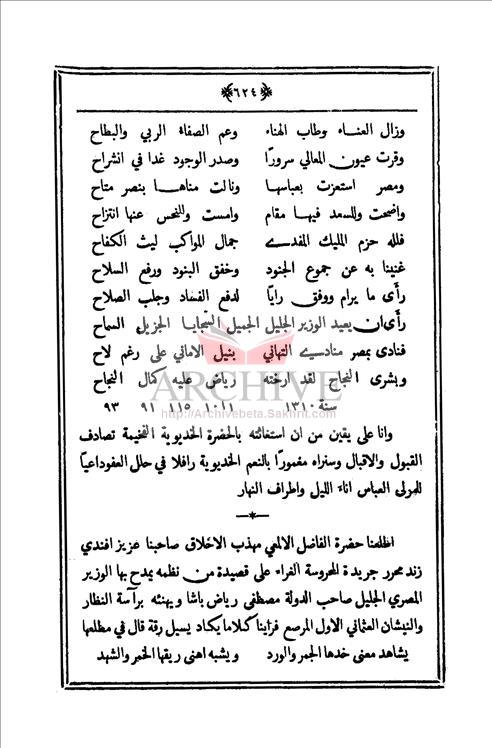 ﴿٦٢٤﴾
وزال العنـاء وطاب الهناء وعم الصفاة الربي والبطاح
وقرت عيون المعالي سرورًا وصدر الوجود غدا في انشراح
ومصر استعزت بعباسها ونالت مناها بنصر متاح
واضحت وللسعد فيها مقام وامست وللنحس عنها انتزاح
فلله حزم المليك المفدى جمال المواكب ليث الكفاح
غنينا به عن جموع الجنود وخفق البنود ورفع السلاح
رأى ما يرام ووفق رايًا لدفع الفساد وجلب الصلاح
رأى ان يعيد الوزير الجليل الجميل السجايا الجزيل السماح
فنادى بمصر منادي التهاني بنيل الاماني على رغم لاح
وبشرى النجاح لقد ارخته رياض عليه كمال النجاح
سنة ١٣١٠ ١٠١١ ١١٥ ٩١ ٩٣
ARCHIVE
http://Archivebeta.Sakhrit.com
وانا على يقين من ان استغاثته بالحضرة الخديوية الفخيمة تصادف
القبول والاقبال وسنراه مغمورًا بالنعم الخديوية رافلا في حلل العفو داعيًا
للمولى العباس اناء الليل واطراف النهار
اطلعنا حضرة الفاضل الالمعي مهذب الاخلاق صاحبنا عزيز افندي
زند محرر جريدة المحروسة الغراء على قصيدة من نظمه يمدح بها الوزير
المصري الجليل صاحب الدولة مصطفى رياض باشا ويهنئه برآسة النظار
والنيشان العثماني الاول المرصع فرأينا كلاما يكاد يسيل رقة قال في مطلعها
يشاهد معنى خدها الجمر والورد ويشبه اهنى ريقها الخمر والشهد